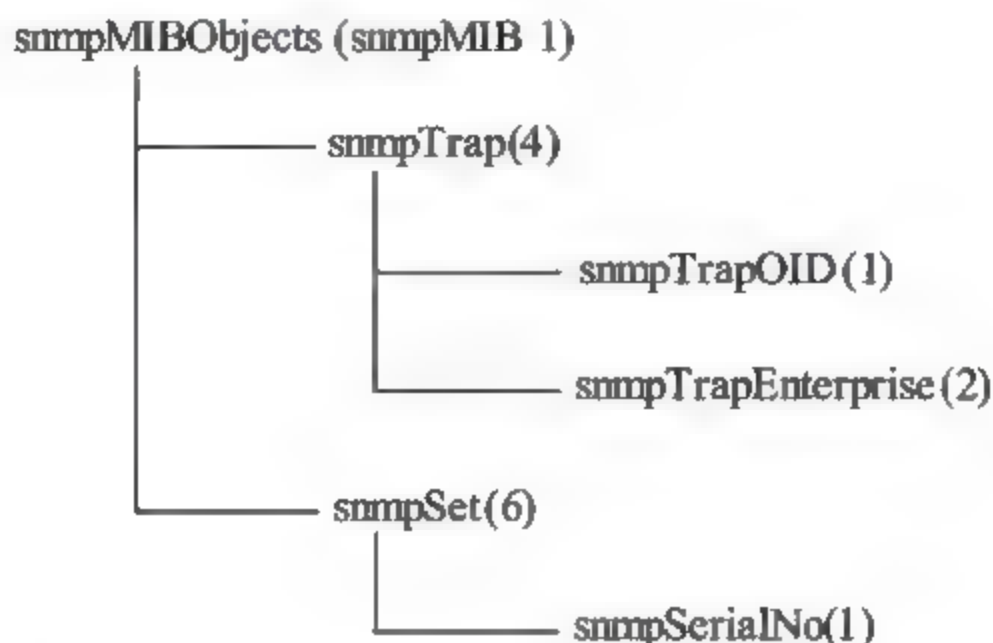 snmpMIBObjects (snmpMIB 1)
snmpTrap(4)
snmpTrapOID(1)
snmpTrapEnterprise(2)
snmpSet(6)
snmpSerialNo(1)